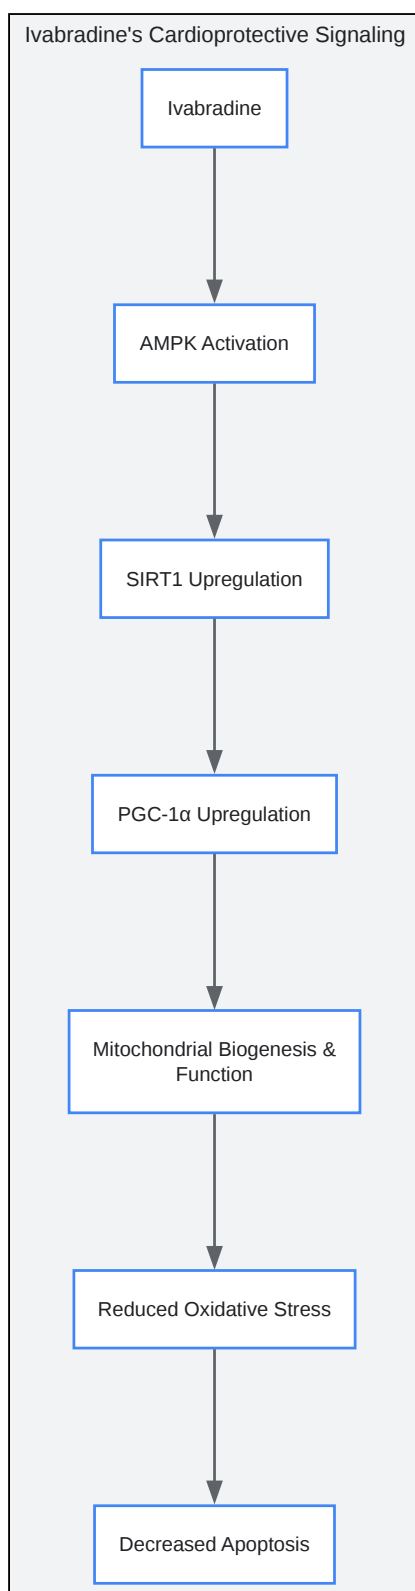 Ivabradine's Cardioprotective Signaling
Ivabradine
AMPK Activation
SIRT1 Upregulation
PGC-1α Upregulation
Mitochondrial Biogenesis &
Function
Reduced Oxidative Stress
Decreased Apoptosis